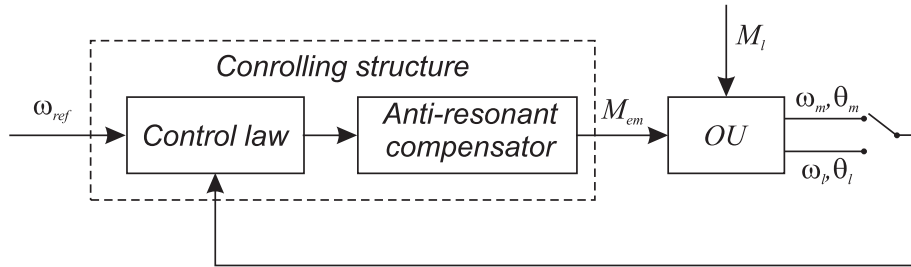 Conrolling structure
ω_ref
Control law
Anti-resonant
compensator
M_em
M_l
OU
ω_m,θ_m
ω_l,θ_l